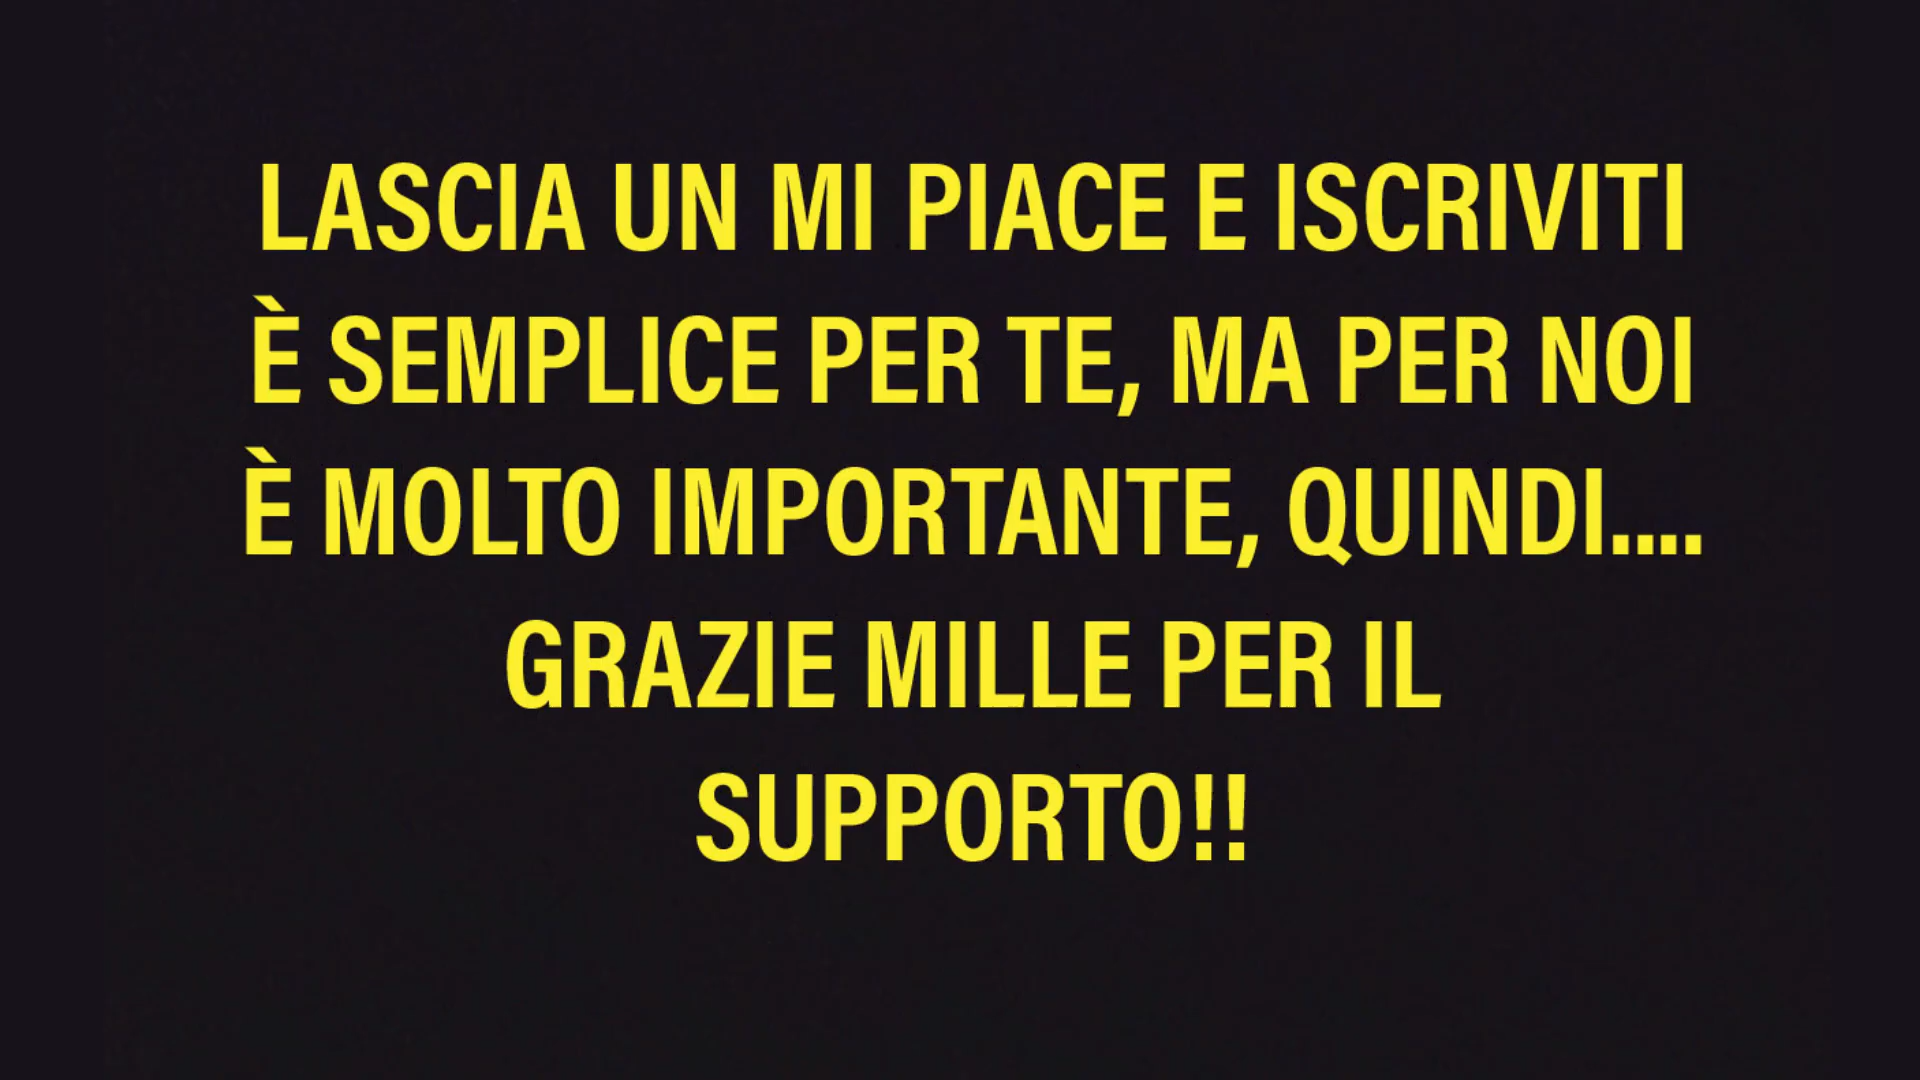 LASCIA UN MI PIACE E ISCRIVITI
È SEMPLICE PER TE, MA PER NOI
È MOLTO IMPORTANTE, QUINDI....
GRAZIE MILLE PER IL
SUPPORTO!!